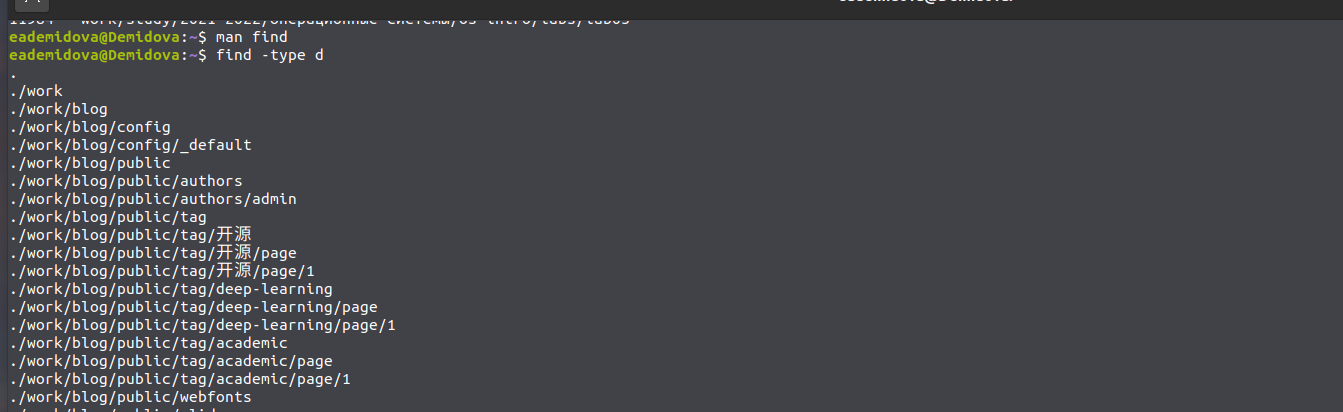 work/study/2021-2022/Операционные системы/os-intro/labs/lab06
eademidova@Demidova:~$ man find
eademidova@Demidova:~$ find -type d
.
./work
./work/blog
./work/blog/config
./work/blog/config/_default
./work/blog/public
./work/blog/public/authors
./work/blog/public/authors/admin
./work/blog/public/tag
./work/blog/public/tag/开源
./work/blog/public/tag/开源/page
./work/blog/public/tag/开源/page/1
./work/blog/public/tag/deep-learning
./work/blog/public/tag/deep-learning/page
./work/blog/public/tag/deep-learning/page/1
./work/blog/public/tag/academic
./work/blog/public/tag/academic/page
./work/blog/public/tag/academic/page/1
./work/blog/public/webfonts